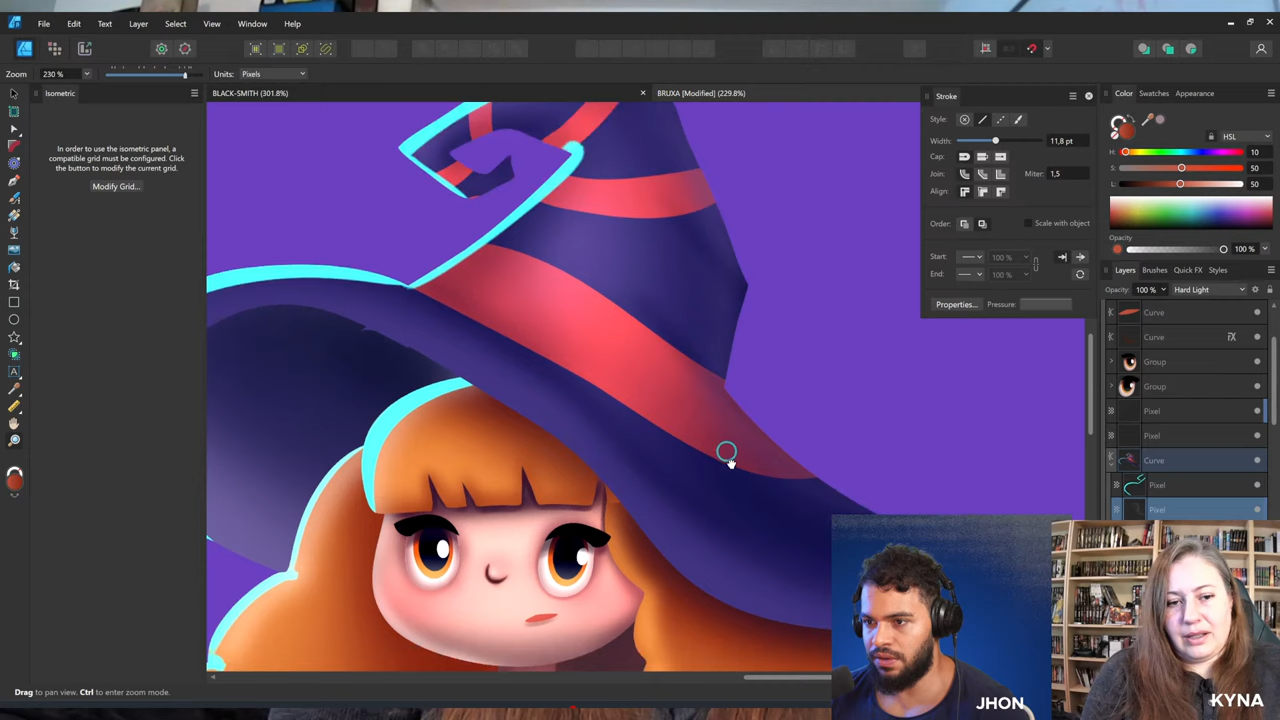 File Edit Text Layer Select View Window Help
Zoom 230 % Units: Pixels
Isometric
BLACK-SMITH (301.8%)
BRUXA [Modified] (229.8%)
In order to use the isometric panel, a
compatible grid must be configured. Click
the button to modify the current grid.
Modify Grid...
Stroke
Style:
Width: 11,8 pt
Cap:
Join: Miter: 1,5
Align:
Order: Scale with object
Start: 100 %
End: 100 %
Properties... Pressure:
Color Swatches Appearance
HSL
H: 10
S: 50
L: 50
Opacity
100 %
Layers Brushes Quick FX Styles
Opacity: 100 % Hard Light
Curve
Curve fx
Group
Group
Pixel
Pixel
Curve
Pixel
Pixel
JHON
KYNA
Drag to pan view. Ctrl to enter zoom mode.